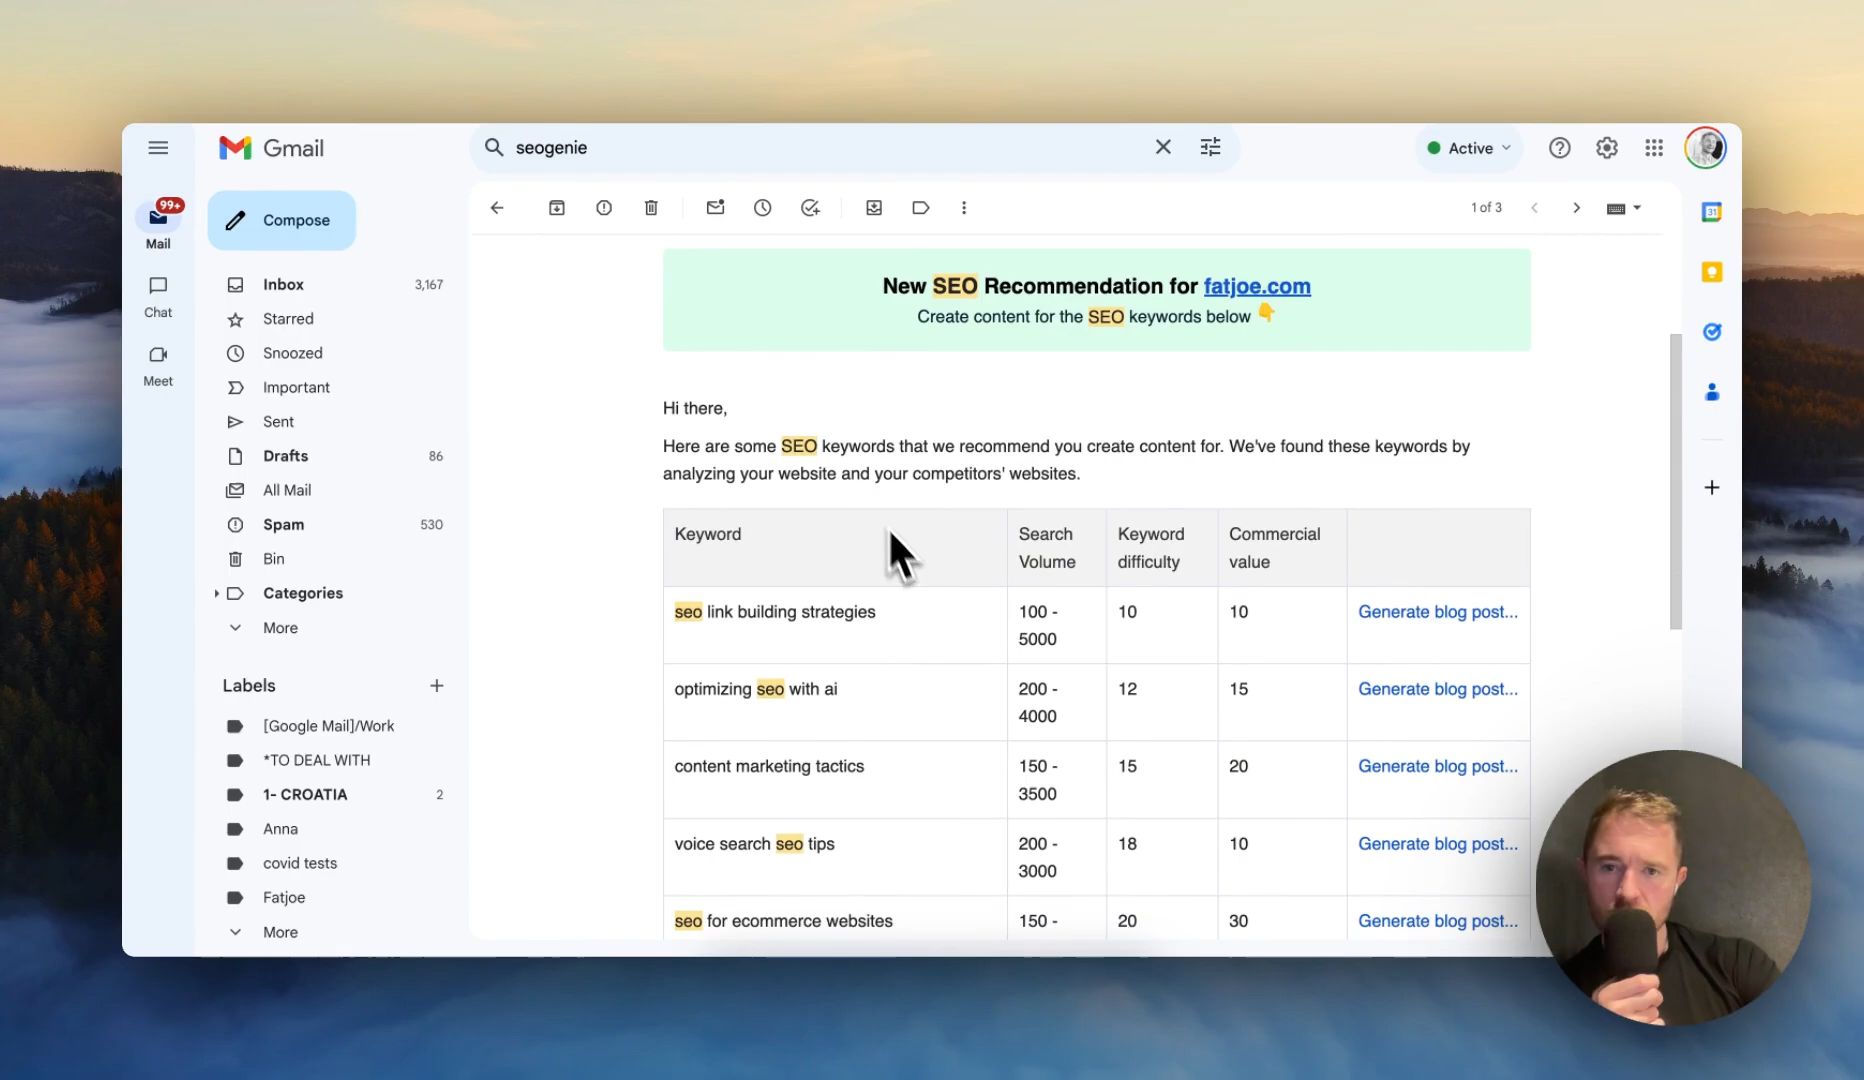 Gmail
seogenie
Active
99+
Mail
Chat
Meet
Compose
Inbox 3,167
Starred
Snoozed
Important
Sent
Drafts 86
All Mail
Spam 530
Bin
Categories
More
Labels
[Google Mail]/Work
*TO DEAL WITH
1- CROATIA 2
Anna
covid tests
Fatjoe
More
1 of 3
31
New SEO Recommendation for fatjoe.com
Create content for the SEO keywords below 👇
Hi there,
Here are some SEO keywords that we recommend you create content for. We've found these keywords by
analyzing your website and your competitors' websites.
Keyword
Search
Volume
Keyword
difficulty
Commercial
value
seo link building strategies
100 -
5000
10
10
Generate blog post...
optimizing seo with ai
200 -
4000
12
15
Generate blog post...
content marketing tactics
150 -
3500
15
20
Generate blog post...
voice search seo tips
200 -
3000
18
10
Generate blog post...
seo for ecommerce websites
150 -
20
30
Generate blog post...